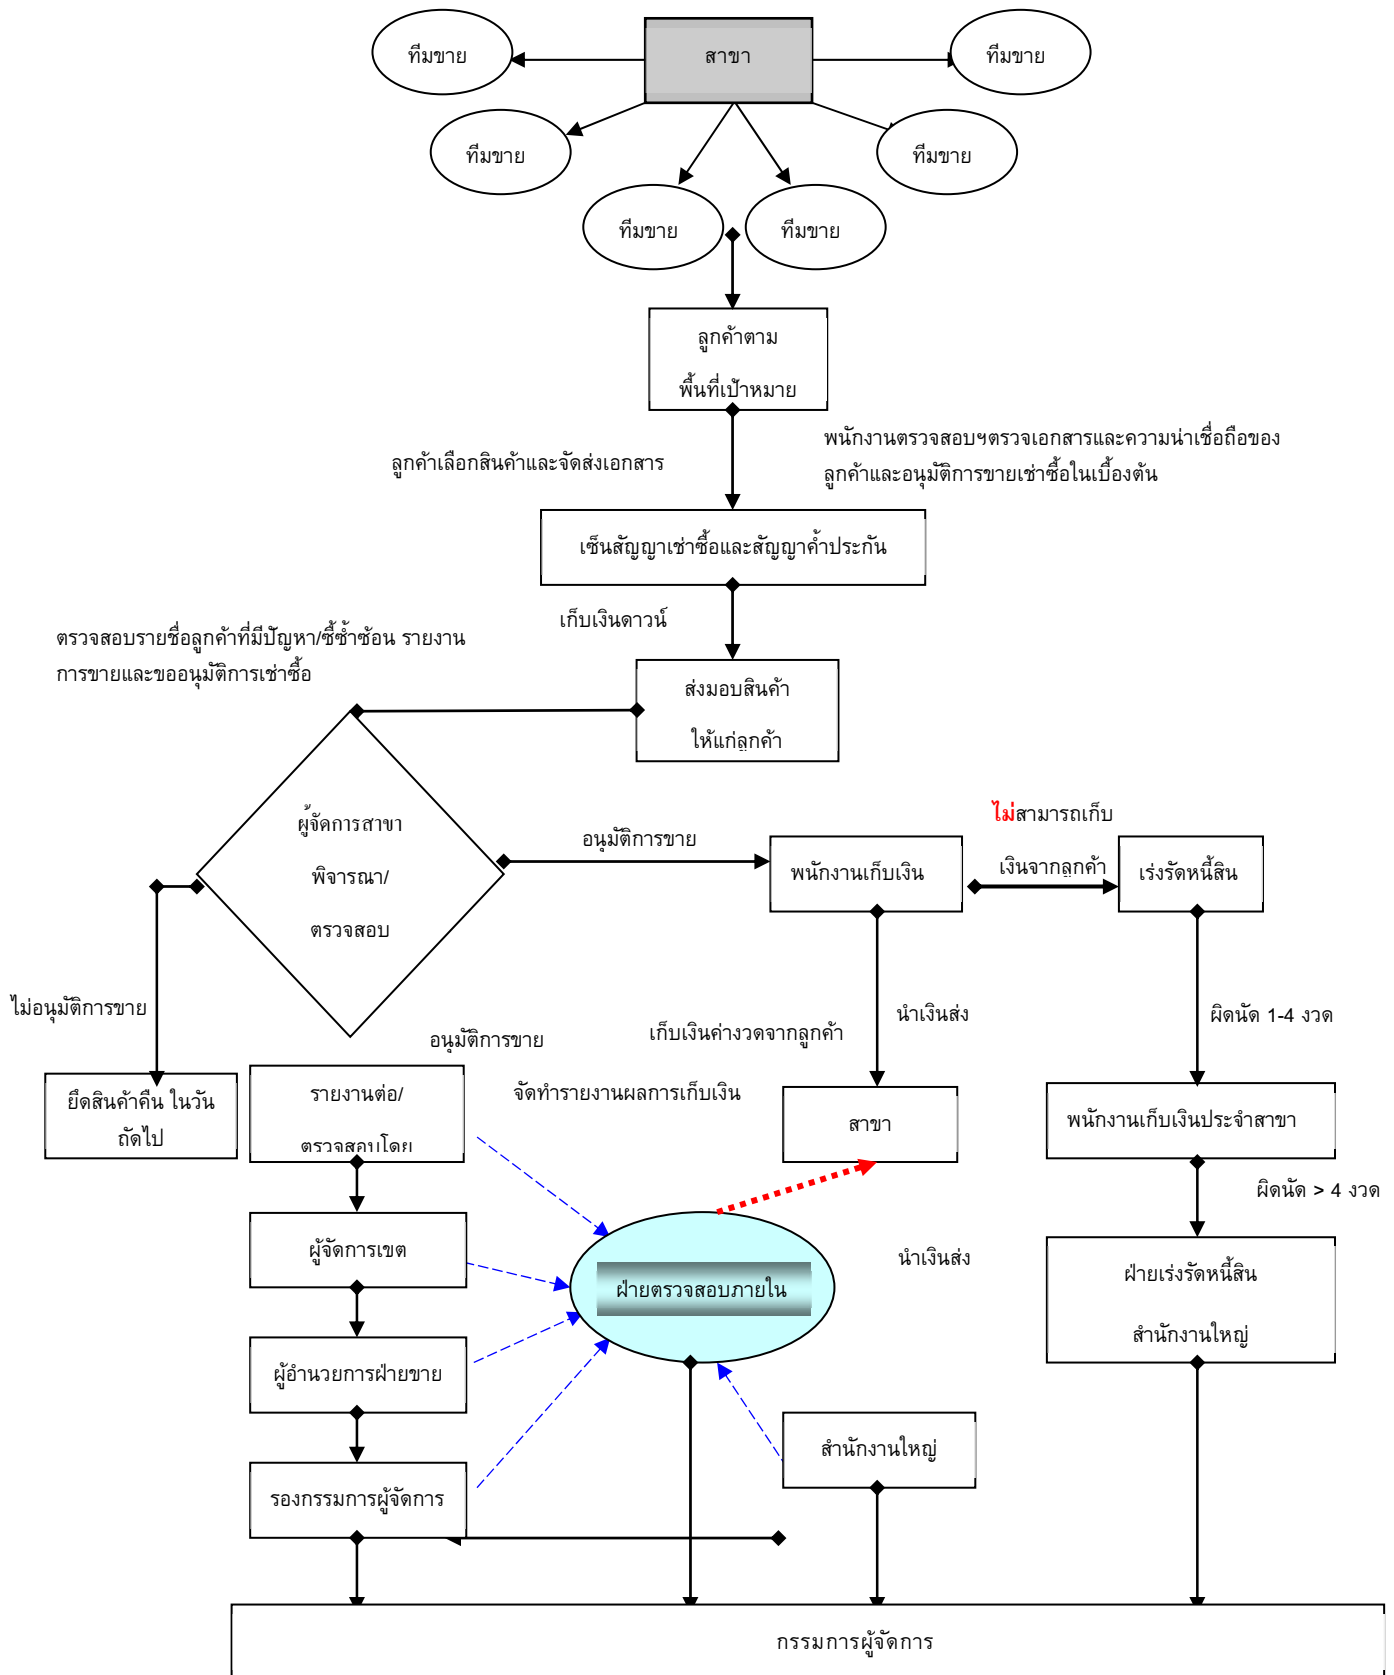 ทีมขาย
สาขา
ทีมขาย
ทีมขาย
ทีมขาย
ทีมขาย
ทีมขาย
ลูกค้าตาม
พื้นที่เป้าหมาย
ลูกค้าเลือกสินค้าและจัดส่งเอกสาร
พนักงานตรวจสอบฯตรวจเอกสารและความน่าเชื่อถือของ
ลูกค้าและอนุมัติการขายเช่าซื้อในเบื้องต้น
เซ็นสัญญาเช่าซื้อและสัญญาค้ำประกัน
เก็บเงินดาวน์
ตรวจสอบรายชื่อลูกค้าที่มีปัญหา/ซี้ซ้ำซ้อน รายงาน
การขายและขออนุมัติการเช่าซื้อ
ส่งมอบสินค้า
ให้แก่ลูกค้า
ผู้จัดการสาขา
พิจารณา/
ตรวจสอบ
อนุมัติการขาย
พนักงานเก็บเงิน
ไม่สามารถเก็บ
เงินจากลูกค้า
เร่งรัดหนี้สิน
ไม่อนุมัติการขาย
อนุมัติการขาย
เก็บเงินค่างวดจากลูกค้า
นำเงินส่ง
ผิดนัด 1-4 งวด
ยึดสินค้าคืน ในวัน
ถัดไป
รายงานต่อ/
ตรวจสอบโดย
จัดทำรายงานผลการเก็บเงิน
สาขา
พนักงานเก็บเงินประจำสาขา
ผิดนัด > 4 งวด
ผู้จัดการเขต
ฝ่ายตรวจสอบภายใน
นำเงินส่ง
ฝ่ายเร่งรัดหนี้สิน
สำนักงานใหญ่
ผู้อำนวยการฝ่ายขาย
สำนักงานใหญ่
รองกรรมการผู้จัดการ
กรรมการผู้จัดการ